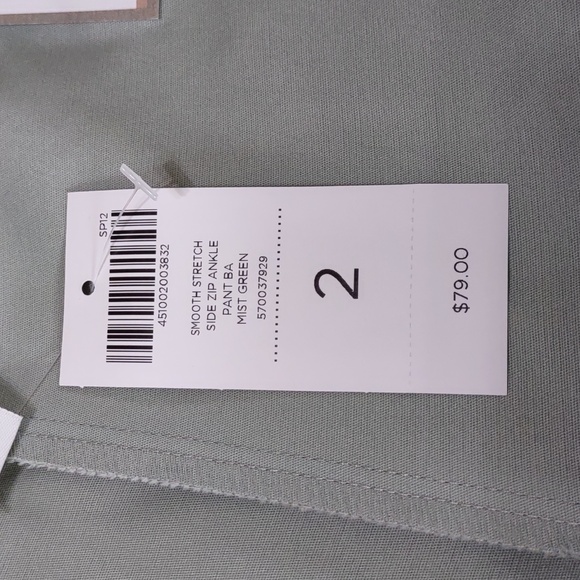 SP12
451002003832
SMOOTH STRETCH
SIDE ZIP ANKLE
PANT BA
MIST GREEN
570037929
2
$79.00